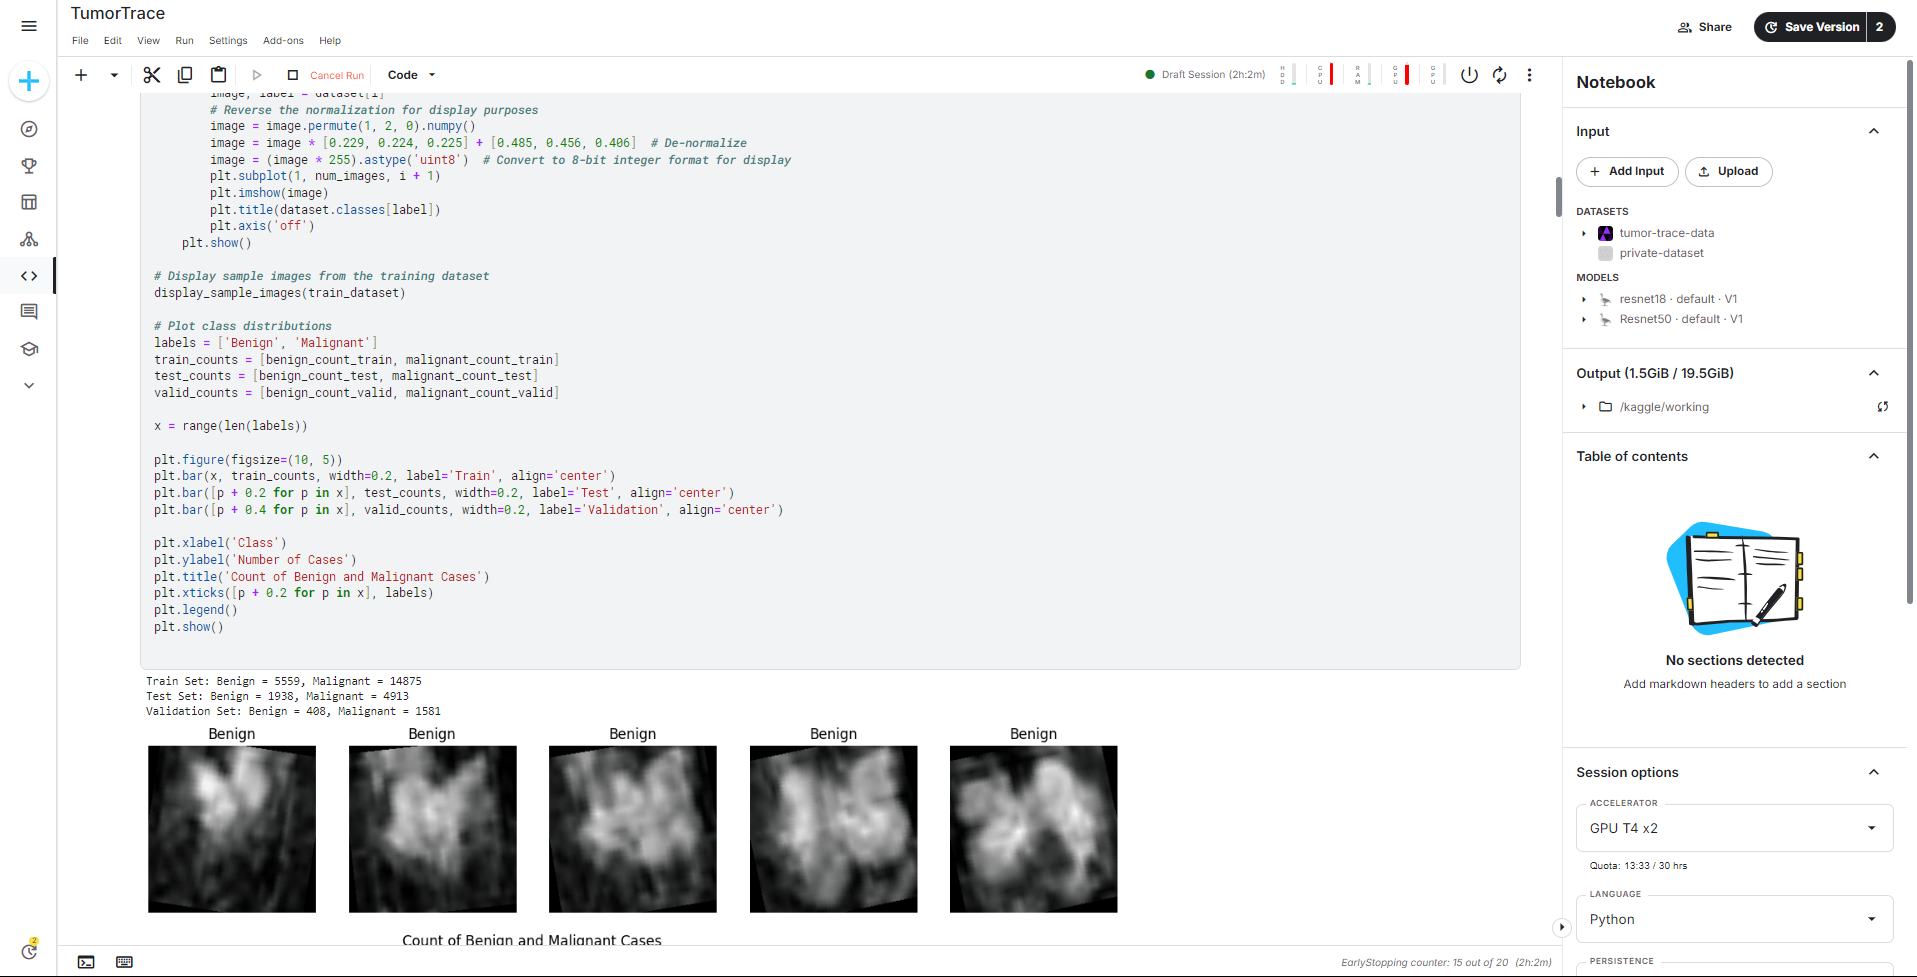 TumorTrace
File Edit View Run Settings Add-ons Help
Share
Save Version 2
Cancel Run
Code
Draft Session (2h:2m)
HDD
CPU
RAM
GPU
GPU
image, label = dataset[i]
# Reverse the normalization for display purposes
image = image.permute(1, 2, 0).numpy()
image = image * [0.229, 0.224, 0.225] + [0.485, 0.456, 0.406]  # De-normalize
image = (image * 255).astype('uint8')  # Convert to 8-bit integer format for display
plt.subplot(1, num_images, i + 1)
plt.imshow(image)
plt.title(dataset.classes[label])
plt.axis('off')
plt.show()
# Display sample images from the training dataset
display_sample_images(train_dataset)
# Plot class distributions
labels = ['Benign', 'Malignant']
train_counts = [benign_count_train, malignant_count_train]
test_counts = [benign_count_test, malignant_count_test]
valid_counts = [benign_count_valid, malignant_count_valid]
x = range(len(labels))
plt.figure(figsize=(10, 5))
plt.bar(x, train_counts, width=0.2, label='Train', align='center')
plt.bar([p + 0.2 for p in x], test_counts, width=0.2, label='Test', align='center')
plt.bar([p + 0.4 for p in x], valid_counts, width=0.2, label='Validation', align='center')
plt.xlabel('Class')
plt.ylabel('Number of Cases')
plt.title('Count of Benign and Malignant Cases')
plt.xticks([p + 0.2 for p in x], labels)
plt.legend()
plt.show()
Train Set: Benign = 5559, Malignant = 14875
Test Set: Benign = 1938, Malignant = 4913
Validation Set: Benign = 408, Malignant = 1581
Benign Benign Benign Benign Benign
Count of Benign and Malignant Cases
2
EarlyStopping counter: 15 out of 20 (2h:2m)
Notebook
Input
Add Input
Upload
DATASETS
tumor-trace-data
private-dataset
MODELS
resnet18 · default · V1
Resnet50 · default · V1
Output (1.5GiB / 19.5GiB)
/kaggle/working
Table of contents
No sections detected
Add markdown headers to add a section
Session options
ACCELERATOR
GPU T4 x2
Quota: 13:33 / 30 hrs
LANGUAGE
Python
PERSISTENCE